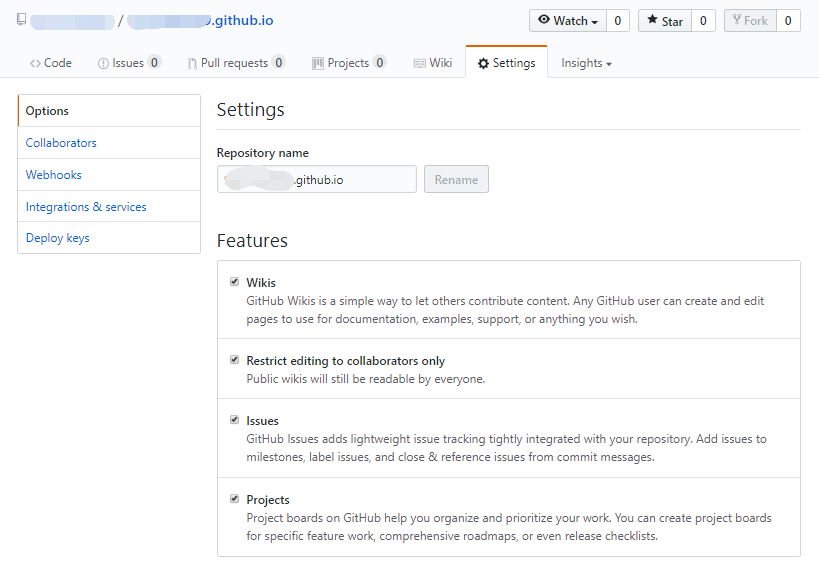 / .github.io
Watch 0 Star 0 Fork 0
Code Issues 0 Pull requests 0 Projects 0 Wiki Settings Insights
Options
Collaborators
Webhooks
Integrations & services
Deploy keys
Settings
Repository name
.github.io Rename
Features
Wikis
GitHub Wikis is a simple way to let others contribute content. Any GitHub user can create and edit
pages to use for documentation, examples, support, or anything you wish.
Restrict editing to collaborators only
Public wikis will still be readable by everyone.
Issues
GitHub Issues adds lightweight issue tracking tightly integrated with your repository. Add issues to
milestones, label issues, and close & reference issues from commit messages.
Projects
Project boards on GitHub help you organize and prioritize your work. You can create project boards
for specific feature work, comprehensive roadmaps, or even release checklists.